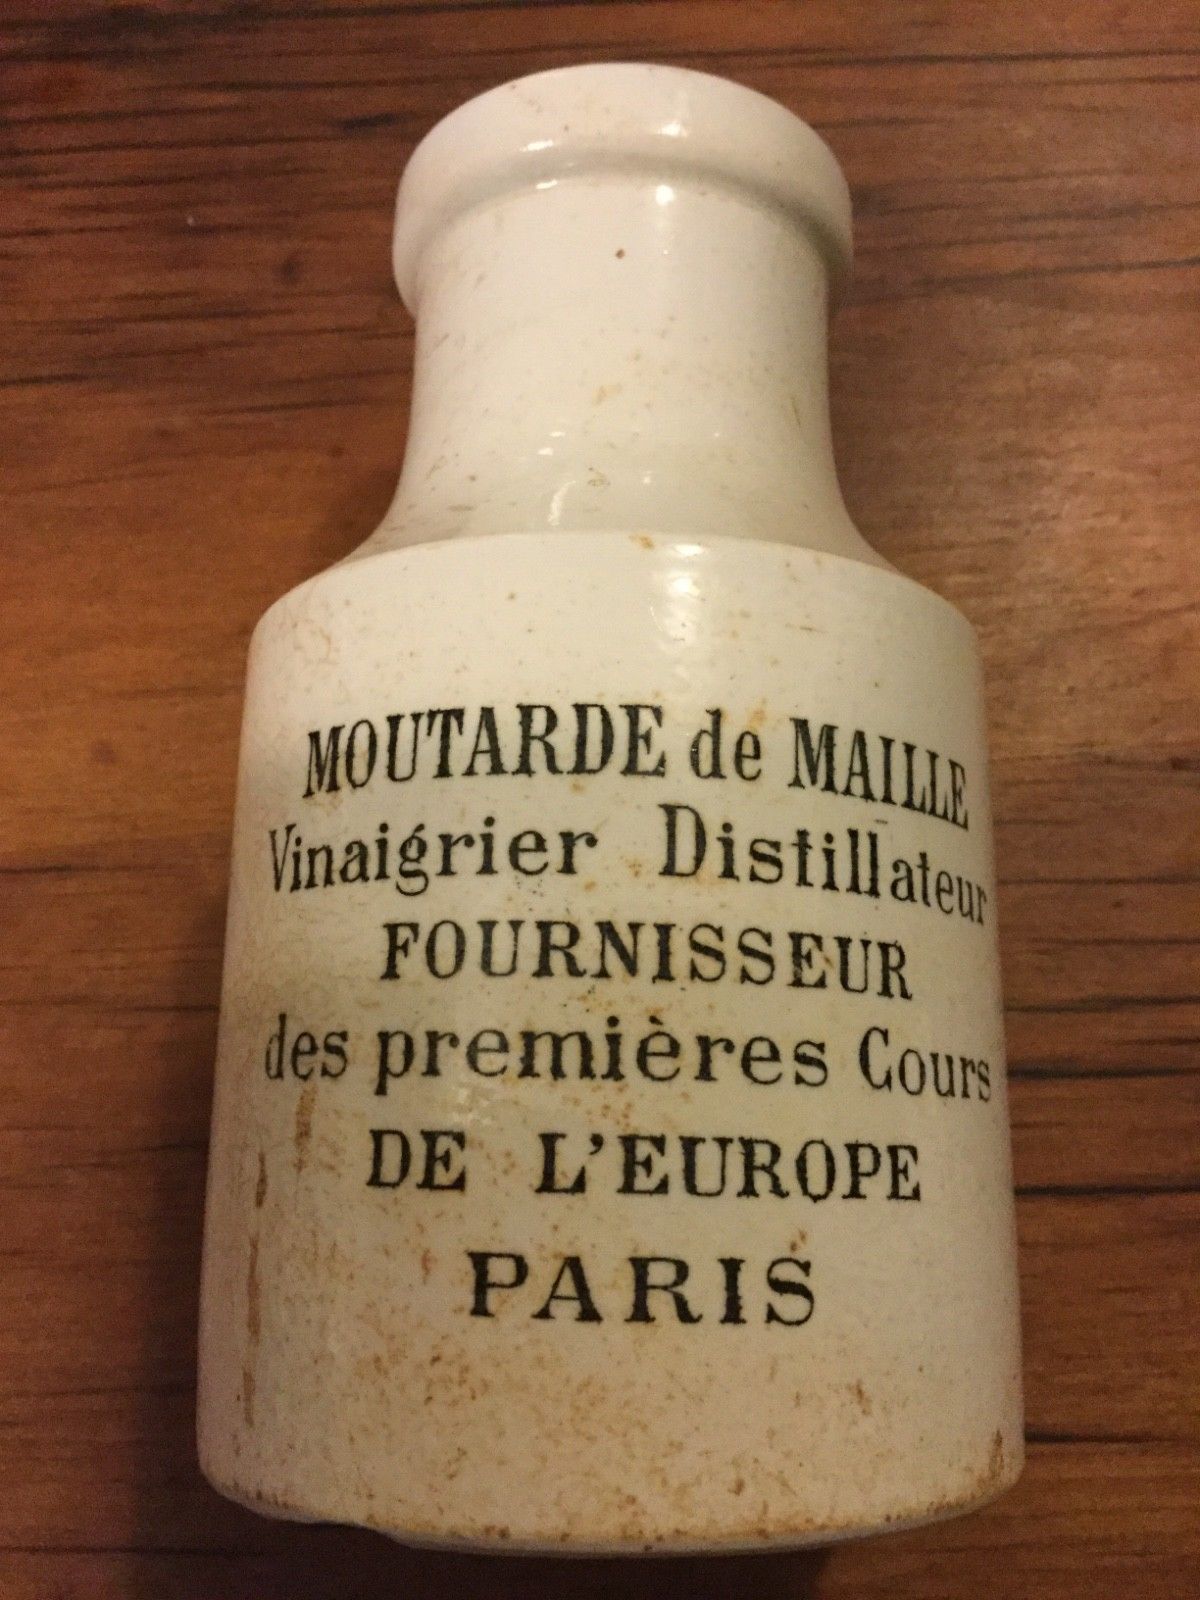 MOUTARDE de MAILLE
Vinaigrier Distillateur
FOURNISSEUR
des premières Cours
DE L'EUROPE
PARIS